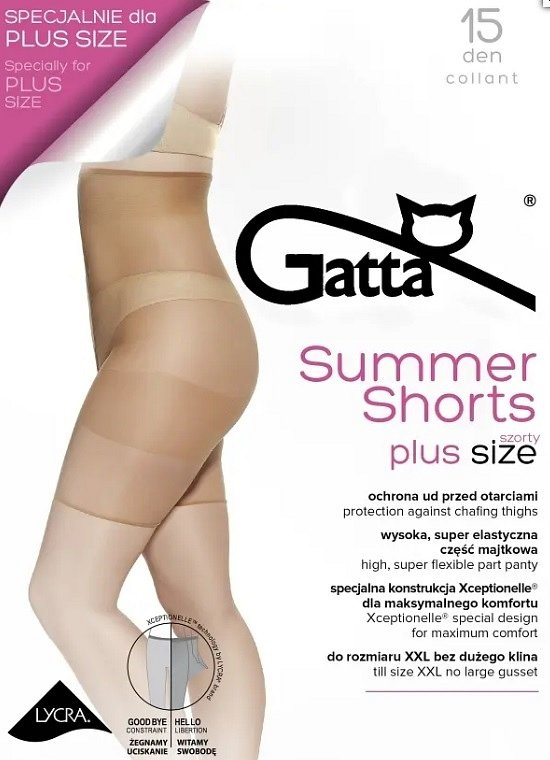 SPECJALNIE dla
PLUS SIZE
Specially for
PLUS
SIZE
15
den
collant
Gatta®
Summer
Shorts
szorty
plus size
ochrona ud przed otarciami
protection against chafing thighs
wysoka, super elastyczna
część majtkowa
high, super flexible part panty
specjalna konstrukcja Xceptionelle®
dla maksymalnego komfortu
Xceptionelle® special design
for maximum comfort
do rozmiaru XXL bez dużego klina
till size XXL no large gusset
XCEPTIONELLE™ technology by LYCRA® brand
GOOD BYE
CONSTRAINT
ŻEGNAMY
UCISKANIE
HELLO
LIBERTION
WITAMY
SWOBODĘ
LYCRA®